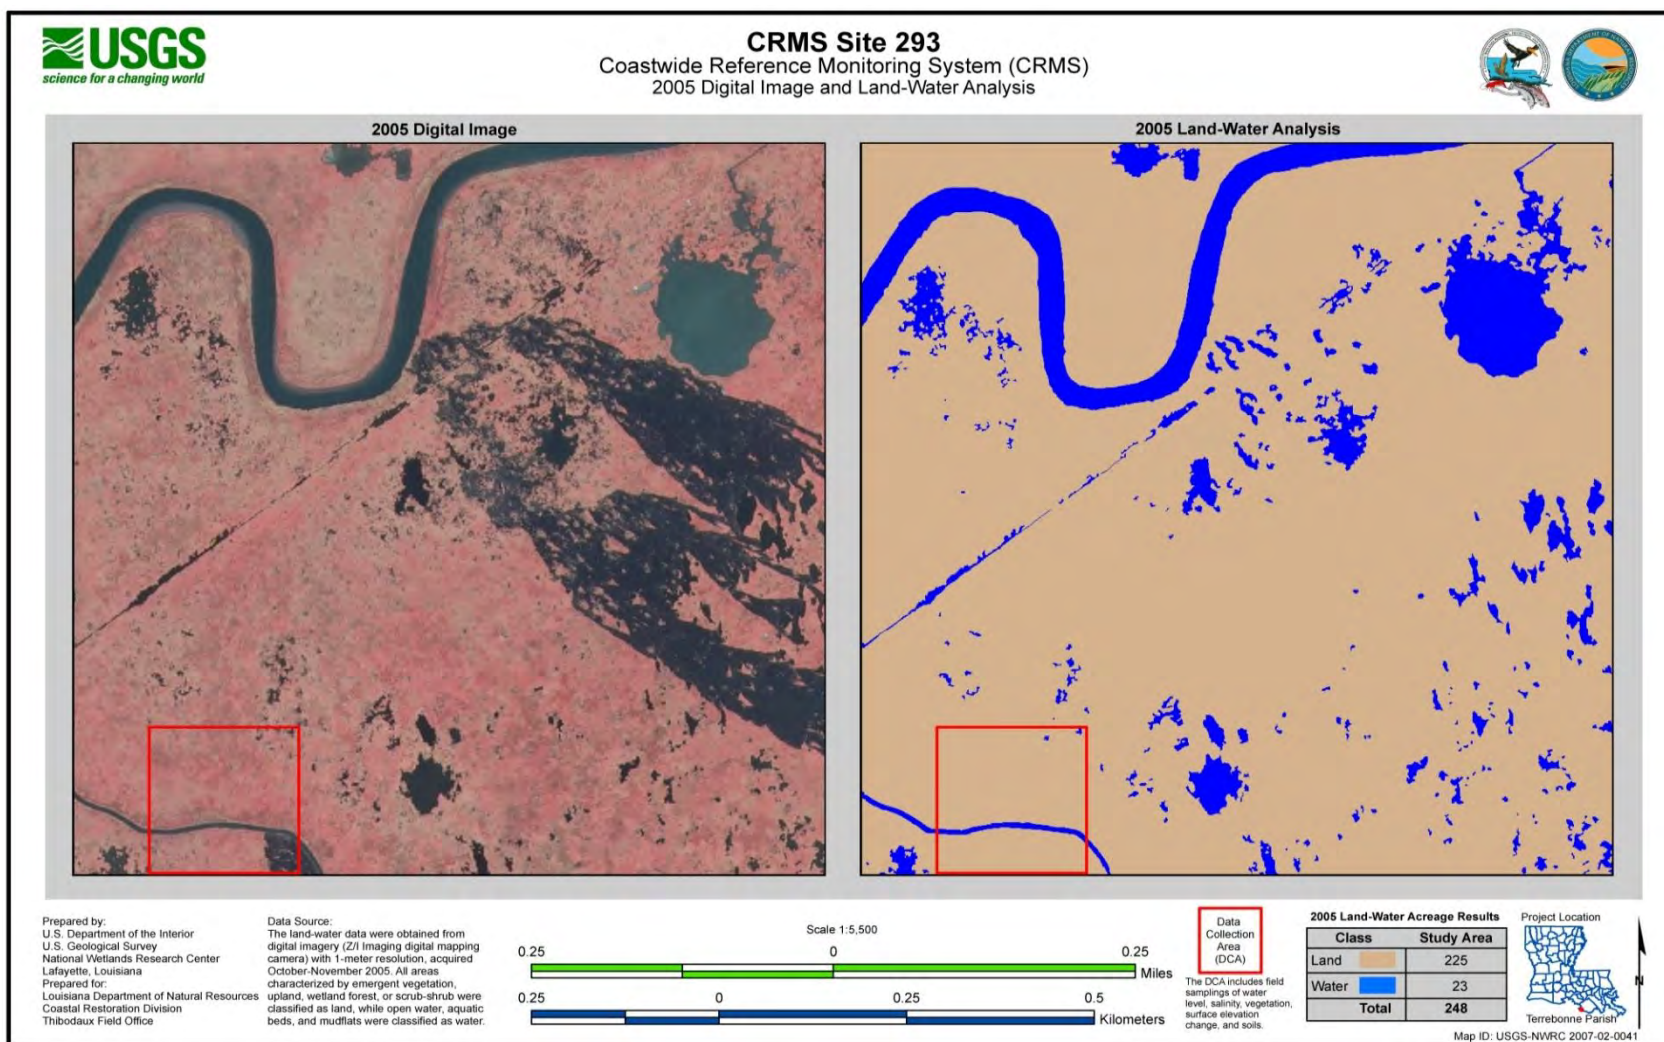 USGS
science for a changing world
CRMS Site 293
Coastwide Reference Monitoring System (CRMS)
2005 Digital Image and Land-Water Analysis
2005 Digital Image
2005 Land-Water Analysis
Prepared by:
U.S. Department of the Interior
U.S. Geological Survey
National Wetlands Research Center
Lafayette, Louisiana
Prepared for:
Louisiana Department of Natural Resources
Coastal Restoration Division
Thibodaux Field Office
Data Source:
The land-water data were obtained from
digital imagery (Z/I Imaging digital mapping
camera) with 1-meter resolution, acquired
October-November 2005. All areas
characterized by emergent vegetation,
upland, wetland forest, or scrub-shrub were
classified as land, while open water, aquatic
beds, and mudflats were classified as water.
Scale 1:5,500
0.25 0 0.25
Miles
0.25 0 0.25 0.5
Kilometers
Data
Collection
Area
(DCA)
The DCA includes field
samplings of water
level, salinity, vegetation,
surface elevation
change, and soils.
2005 Land-Water Acreage Results
Class Study Area
Land 225
Water 23
Total 248
Project Location
Terrebonne Parish
N
Map ID: USGS-NWRC 2007-02-0041